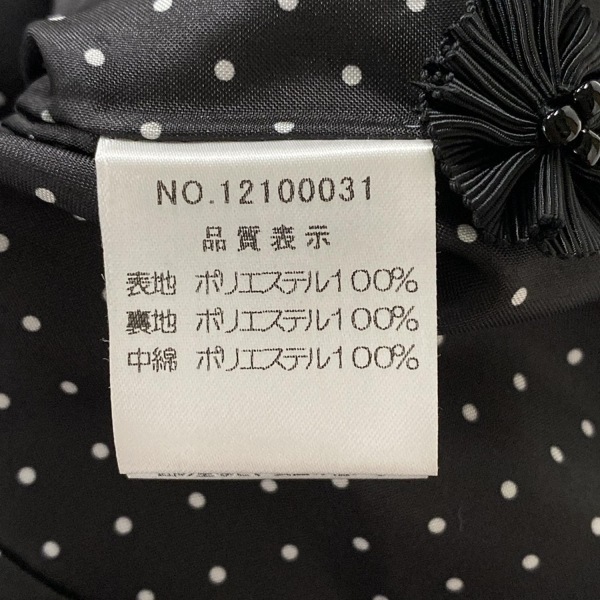 NO.12100031
品質表示
表地 ポリエステル100%
裏地 ポリエステル100%
中綿 ポリエステル100%